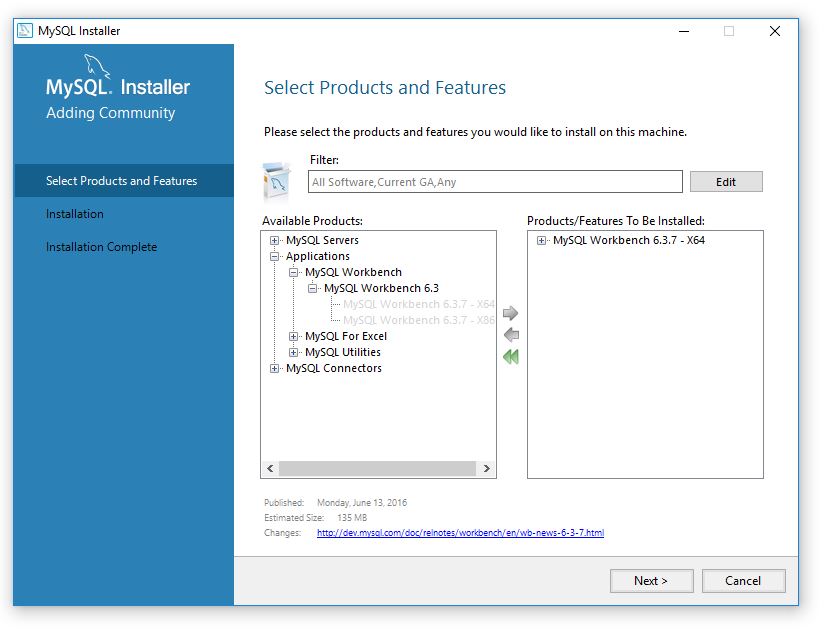 MySQL Installer
MySQL. Installer
Adding Community
Select Products and Features
Installation
Installation Complete
Select Products and Features
Please select the products and features you would like to install on this machine.
Filter:
All Software,Current GA,Any
Edit
Available Products:
MySQL Servers
Applications
MySQL Workbench
MySQL Workbench 6.3
MySQL Workbench 6.3.7 - X64
MySQL Workbench 6.3.7 - X86
MySQL For Excel
MySQL Utilities
MySQL Connectors
Products/Features To Be Installed:
MySQL Workbench 6.3.7 - X64
Published: Monday, June 13, 2016
Estimated Size: 135 MB
Changes: http://dev.mysql.com/doc/relnotes/workbench/en/wb-news-6-3-7.html
Next >
Cancel